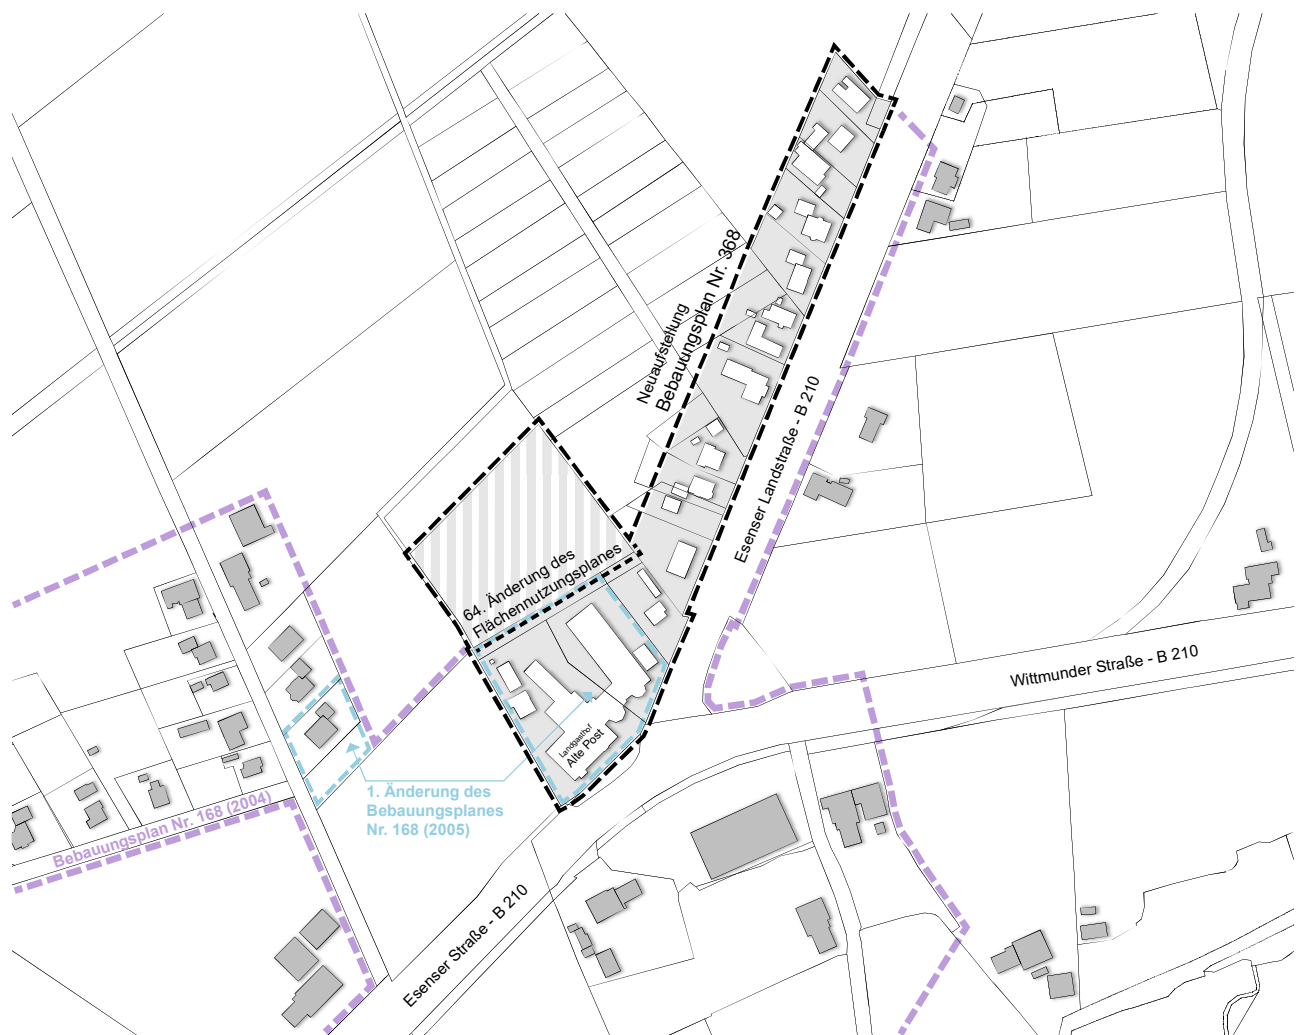 Neuaufstellung
Bebauungsplan Nr. 368
Esenser Landstraße - B 210
64. Änderung des
Flächennutzungsplanes
Wittmunder Straße - B 210
Landgasthof
Alte Post
1. Änderung des
Bebauungsplanes
Nr. 168 (2005)
Bebauungsplan Nr. 168 (2004)
Esenser Straße - B 210